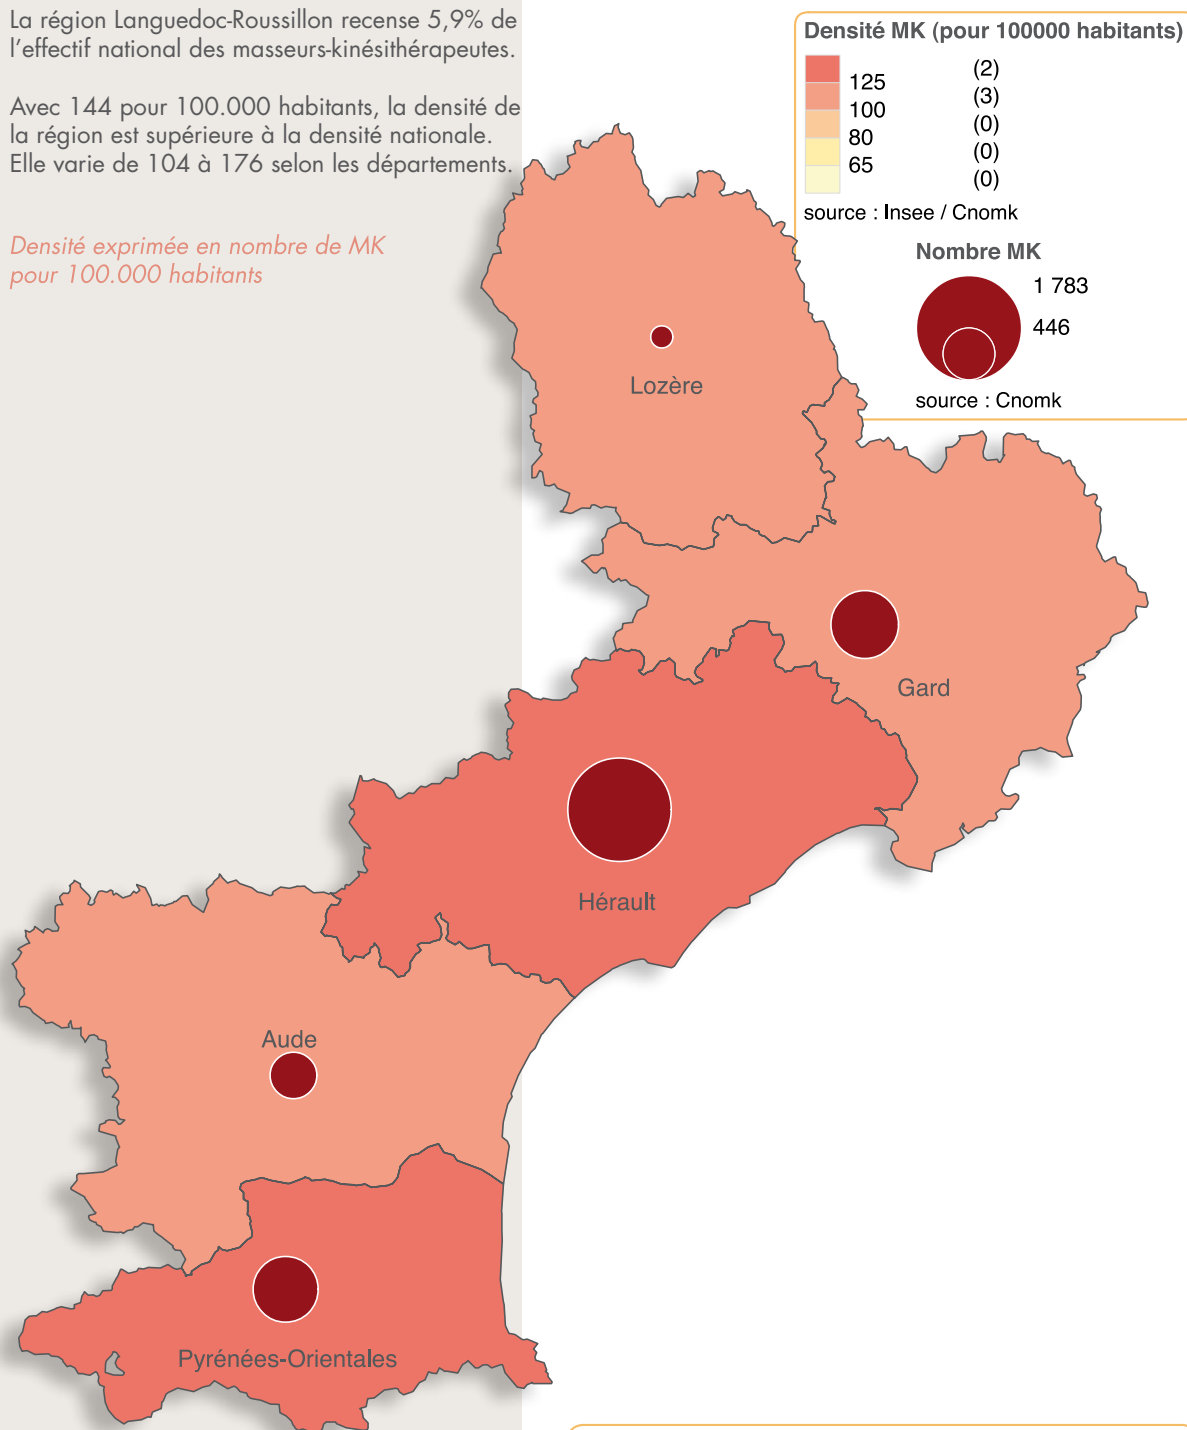 La région Languedoc-Roussillon recense 5,9% de
l'effectif national des masseurs-kinésithérapeutes.
Avec 144 pour 100.000 habitants, la densité de
la région est supérieure à la densité nationale.
Elle varie de 104 à 176 selon les départements.
Densité exprimée en nombre de MK
pour 100.000 habitants
Densité MK (pour 100000 habitants)
(2)
125
(3)
100
(0)
80
(0)
65
(0)
source : Insee / Cnomk
Nombre MK
1 783
446
source : Cnomk
Lozère
Gard
Hérault
Aude
Pyrénées-Orientales